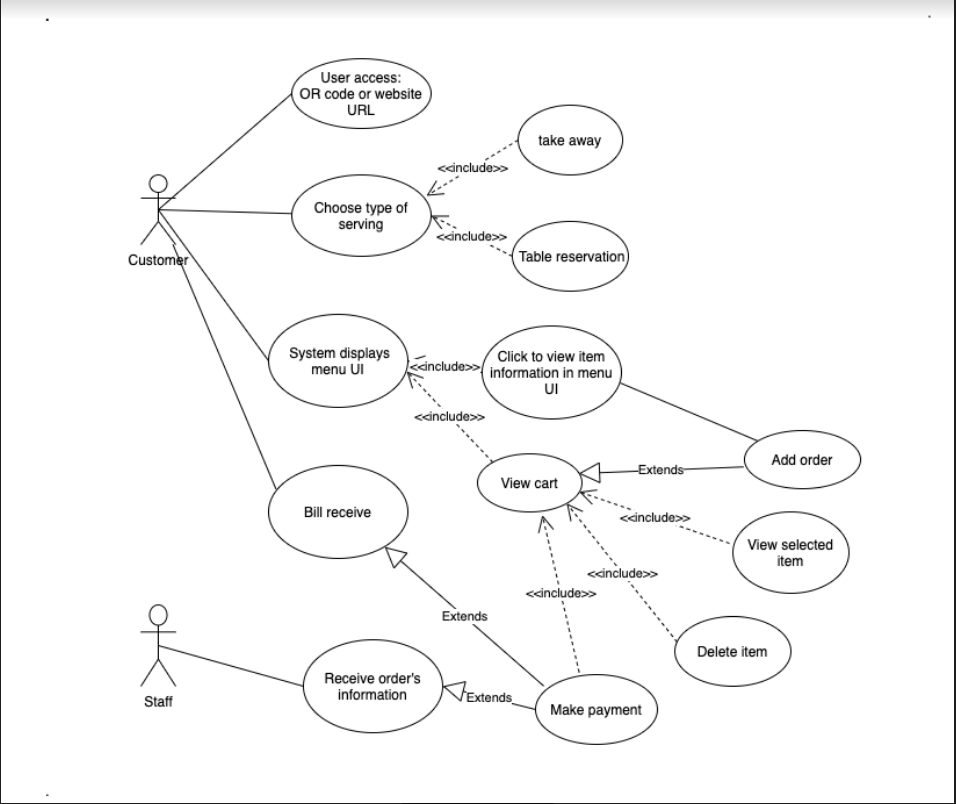 User access:
OR code or website
URL
take away
<<include>>
Choose type of
serving
<<include>>
Table reservation
Customer
System displays
menu UI
<<include>>
Click to view item
information in menu
UI
<<include>>
Add order
Extends
View cart
Bill receive
<<include>>
View selected
item
<<include>>
<<include>>
Extends
Delete item
Staff
Receive order's
information
Extends
Make payment